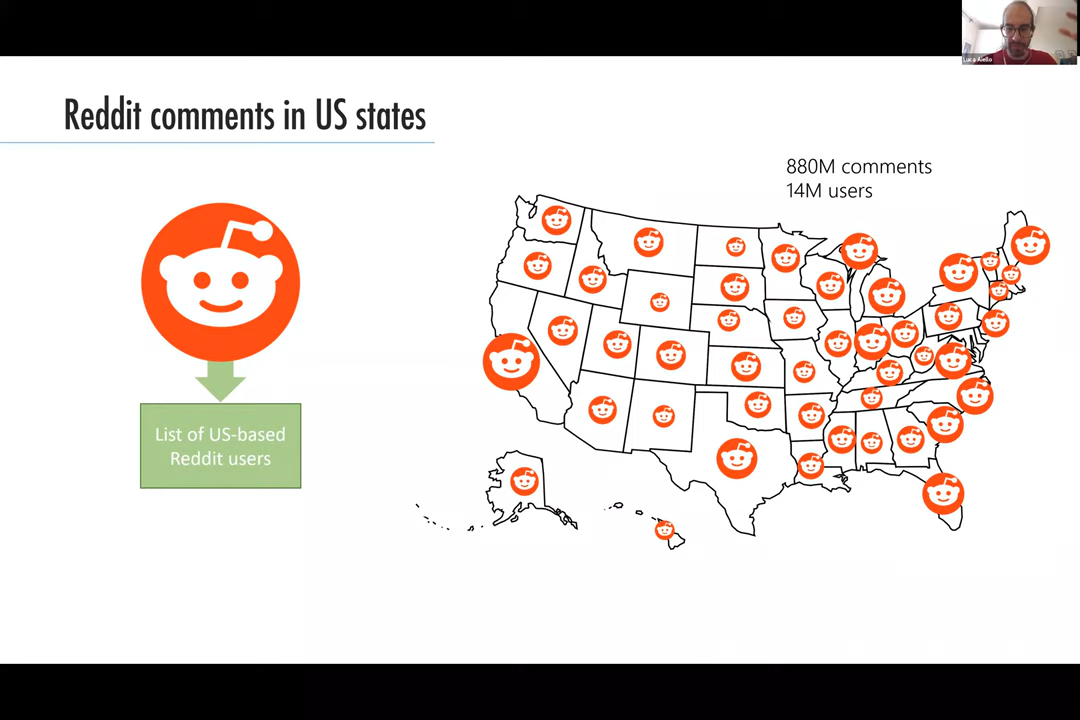 Luca Aiello
Reddit comments in US states
880M comments
14M users
List of US-based
Reddit users